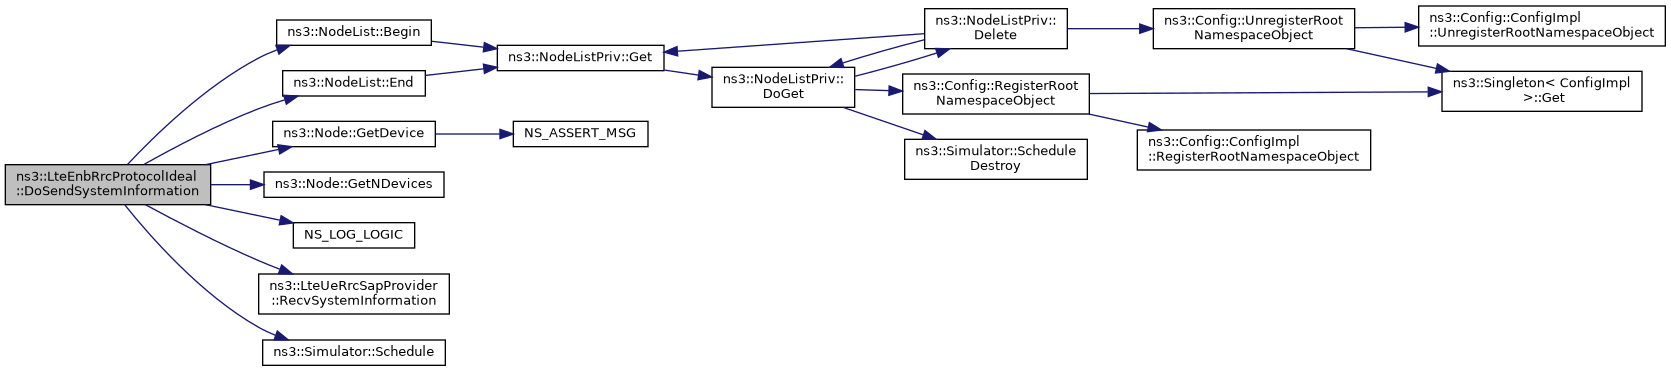 ns3::LteEnbRrcProtocolIdeal
::DoSendSystemInformation
ns3::NodeList::Begin
ns3::NodeList::End
ns3::Node::GetDevice
ns3::Node::GetNDevices
NS_LOG_LOGIC
ns3::LteUeRrcSapProvider
::RecvSystemInformation
ns3::Simulator::Schedule
ns3::NodeListPriv::Get
NS_ASSERT_MSG
ns3::NodeListPriv::
DoGet
ns3::NodeListPriv::
Delete
ns3::Config::RegisterRoot
NamespaceObject
ns3::Simulator::Schedule
Destroy
ns3::Config::UnregisterRoot
NamespaceObject
ns3::Config::ConfigImpl
::RegisterRootNamespaceObject
ns3::Config::ConfigImpl
::UnregisterRootNamespaceObject
ns3::Singleton< ConfigImpl
>::Get